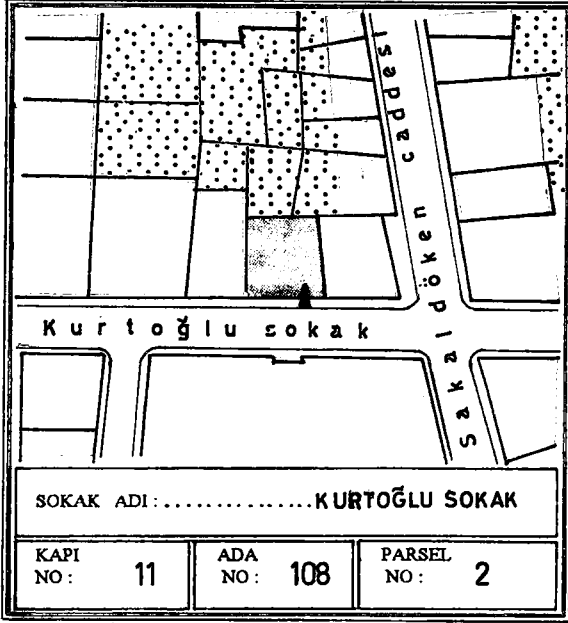 Sakaldöken caddesi
Kurtoğlu sokak
SOKAK ADI:..............KURTOĞLU SOKAK
KAPI NO: 11
ADA NO: 108
PARSEL NO: 2